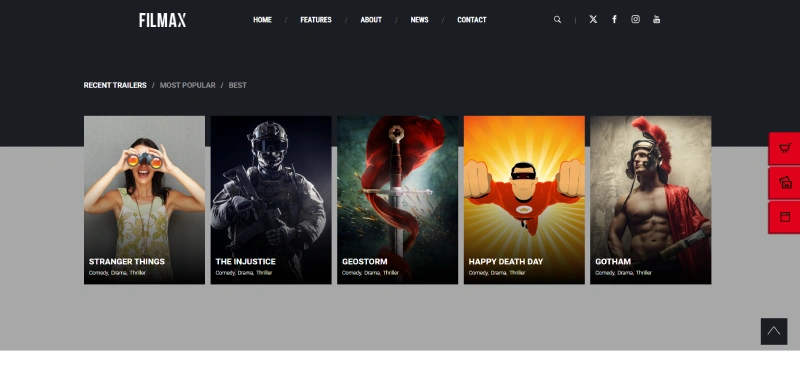 FILMAX
HOME / FEATURES / ABOUT / NEWS / CONTACT
RECENT TRAILERS / MOST POPULAR / BEST
STRANGER THINGS
Comedy, Drama, Thriller
THE INJUSTICE
Comedy, Drama, Thriller
GEOSTORM
Comedy, Drama, Thriller
HAPPY DEATH DAY
Comedy, Drama, Thriller
GOTHAM
Comedy, Drama, Thriller